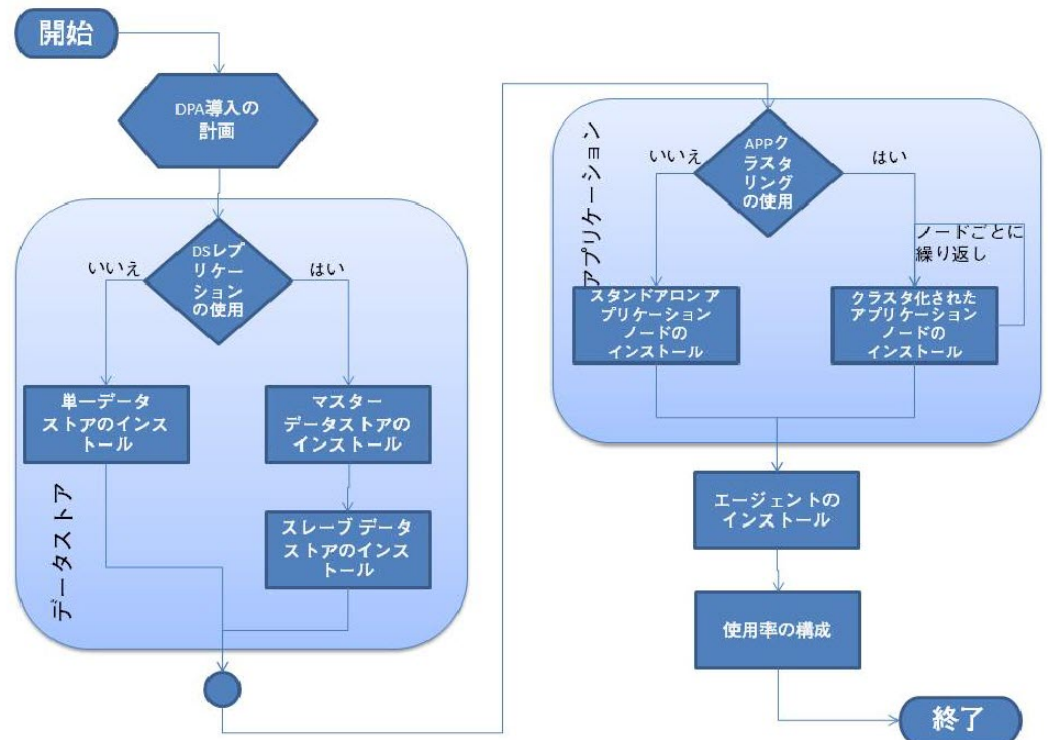 開始
DPA導入の
計画
DSレプ
リケー
ションの使用
いいえ
はい
単一データ
ストアのインス
トール
マスター
データストアの
インストール
スレーブ データ
ストアのインス
トール
データストア
アプリケーション
APPク
ラスタ
リング
の使用
いいえ
はい
ノードごとに
繰り返し
スタンドアロン ア
プリケーション
ノードの
インストール
クラスタ化された
アプリケーション
ノードの
インストール
エージェントの
インストール
使用率の構成
終了